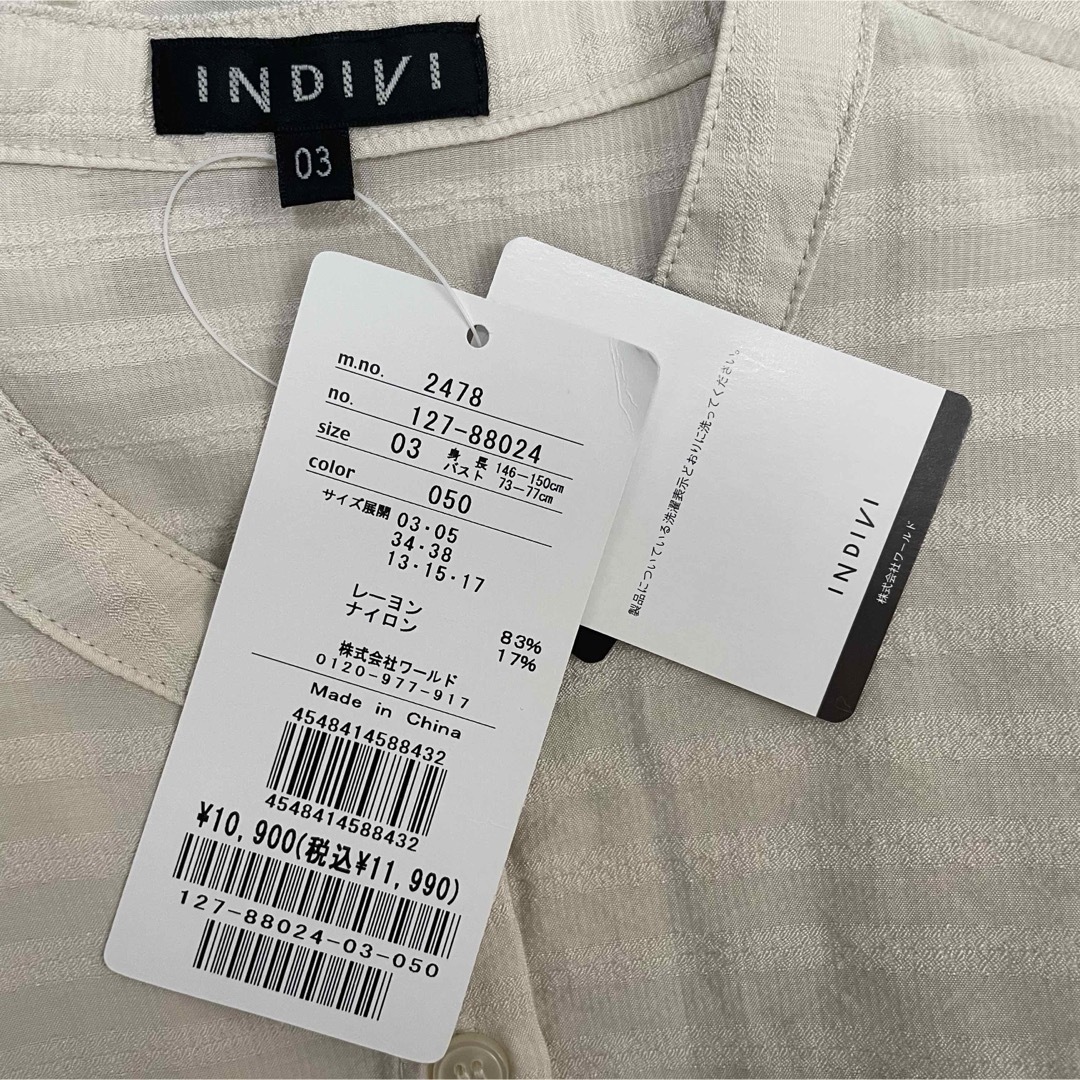 INDIVI
03
m.no. 2478
no. 127-88024
size 03 身長 146-150cm
バスト 73-77cm
color 050
サイズ展開 03・05
34・38
13・15・17
レーヨン 83%
ナイロン 17%
株式会社ワールド
0120-977-917
Made in China
4548414588432
4548414588432
¥10,900(税込¥11,990)
127-88024-03-050
製品についている洗濯表示どおりに洗ってください。
INDIVI
株式会社ワールド